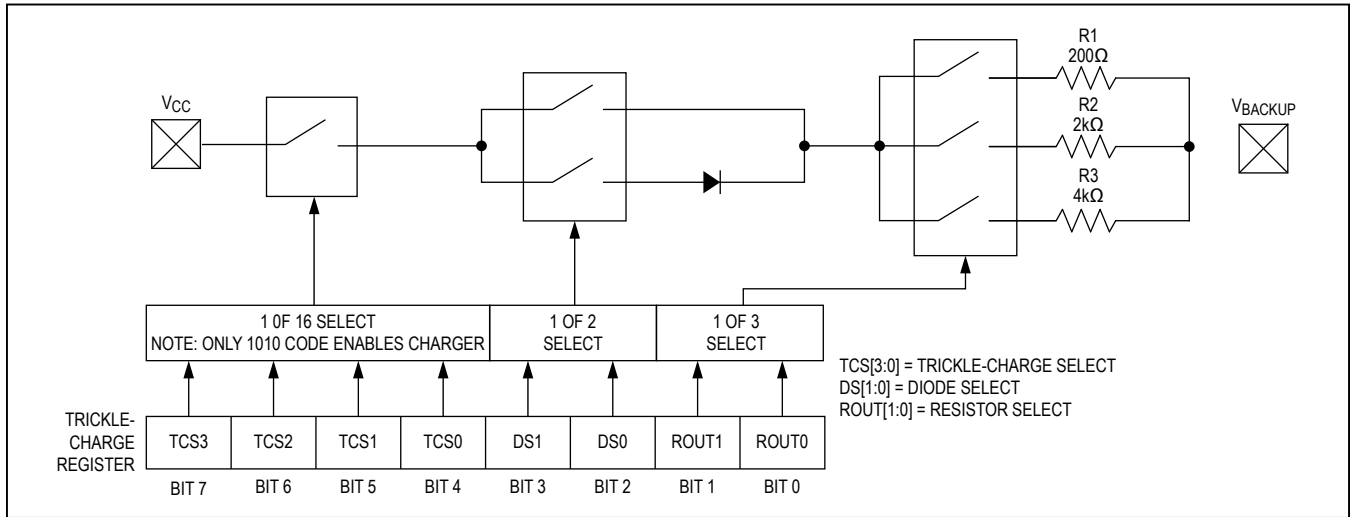 R1
200Ω
VCC
R2
2kΩ
VBACKUP
R3
4kΩ
1 0F 16 SELECT
NOTE: ONLY 1010 CODE ENABLES CHARGER
1 OF 2
SELECT
1 OF 3
SELECT
TCS[3:0] = TRICKLE-CHARGE SELECT
DS[1:0] = DIODE SELECT
ROUT[1:0] = RESISTOR SELECT
TRICKLE-
CHARGE
REGISTER
TCS3 TCS2 TCS1 TCS0 DS1 DS0 ROUT1 ROUT0
BIT 7 BIT 6 BIT 5 BIT 4 BIT 3 BIT 2 BIT 1 BIT 0